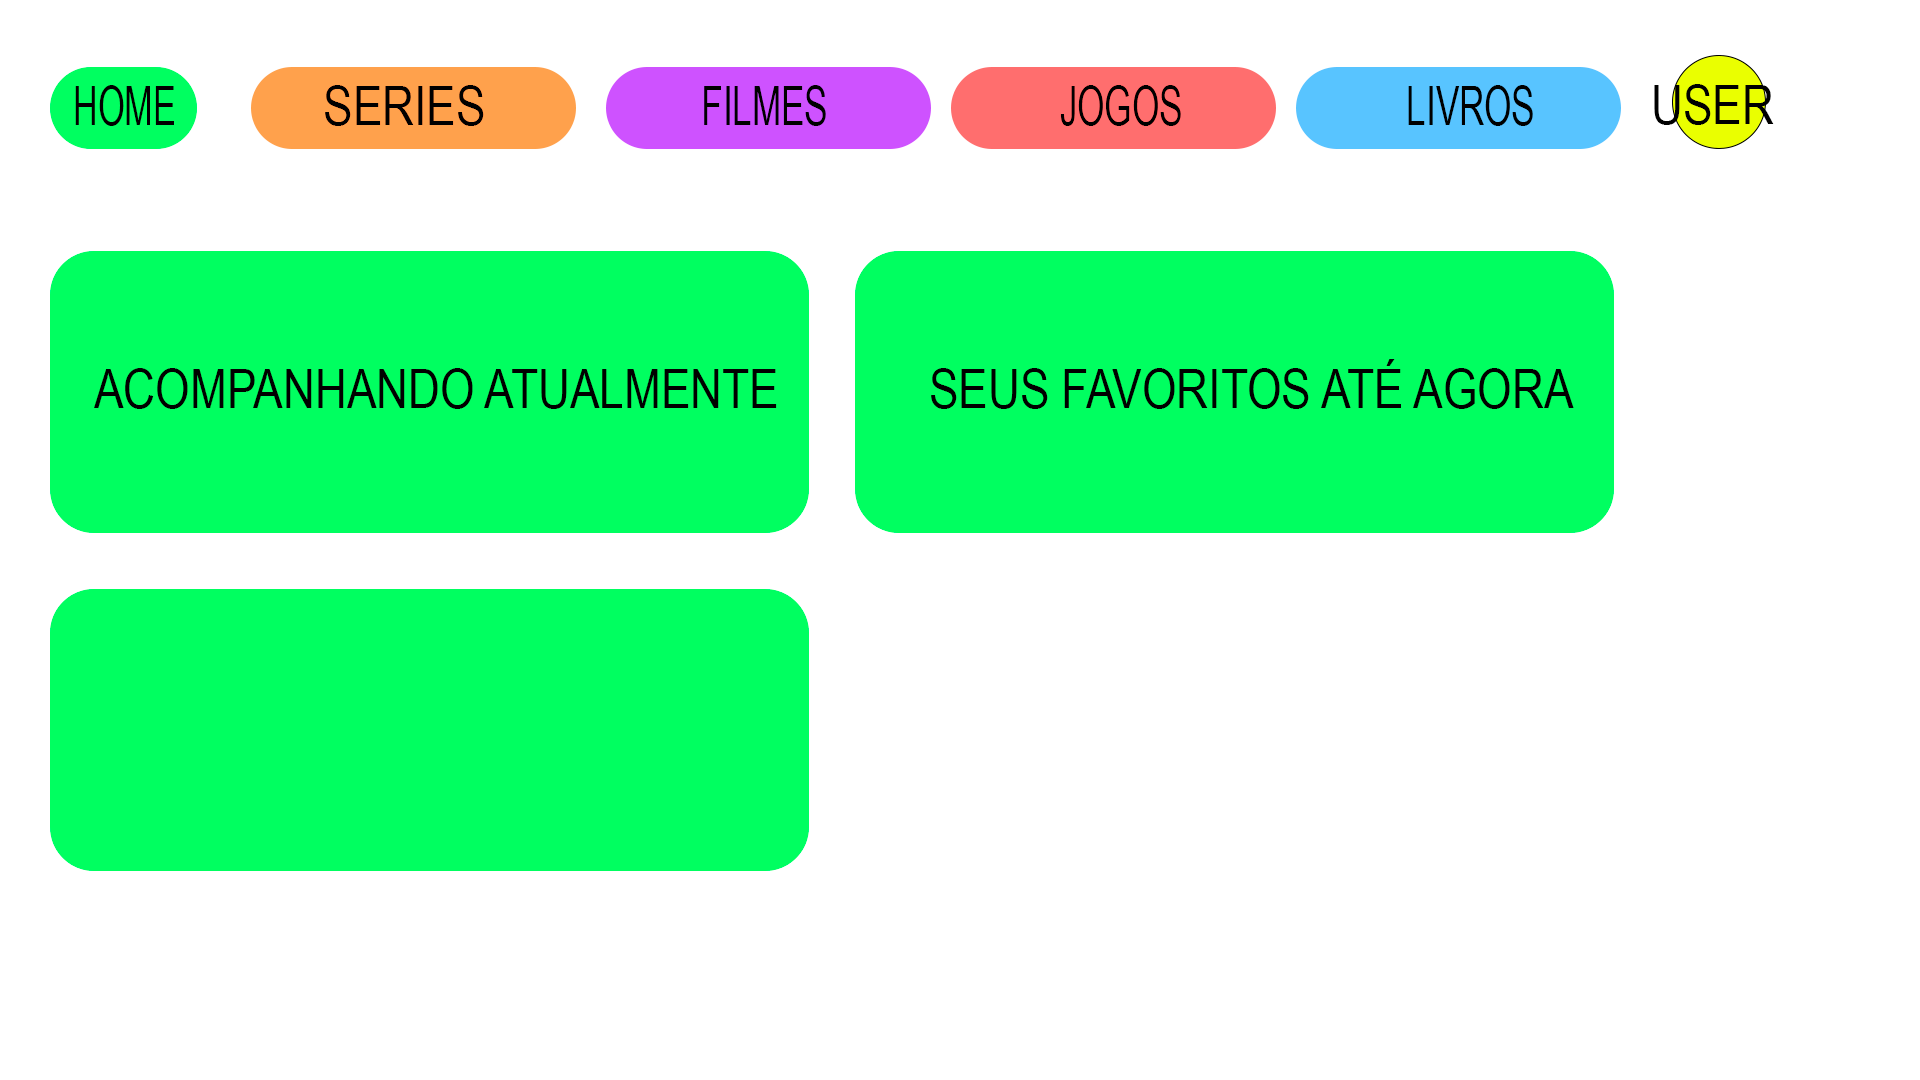 HOME SERIES FILMES JOGOS LIVROS USER
ACOMPANHANDO ATUALMENTE
SEUS FAVORITOS ATÉ AGORA